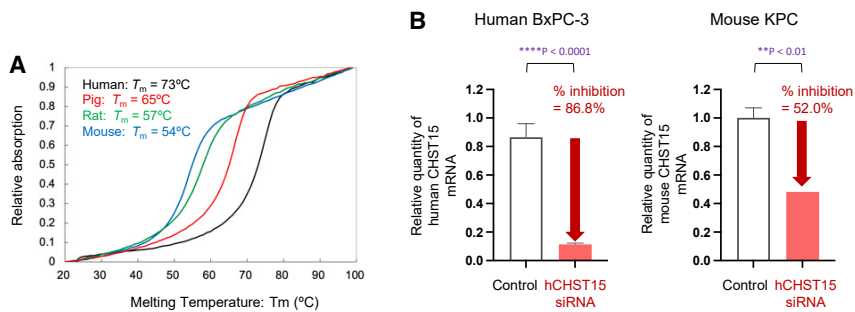 A
Human: Tm = 73ºC
Pig: Tm = 65ºC
Rat: Tm = 57ºC
Mouse: Tm = 54ºC
Relative absorption
1
0.9
0.8
0.7
0.6
0.5
0.4
0.3
0.2
0.1
0
20 30 40 50 60 70 80 90 100
Melting Temperature: Tm (ºC)
B
Human BxPC-3
****P < 0.0001
% inhibition
= 86.8%
Relative quantity of
human CHST15
mRNA
1.2
1.0
0.8
0.6
0.4
0.2
0.0
Control hCHST15
siRNA
Mouse KPC
**P < 0.01
% inhibition
= 52.0%
Relative quantity of
mouse CHST15
mRNA
1.2
1.0
0.8
0.6
0.4
0.2
0.0
Control hCHST15
siRNA